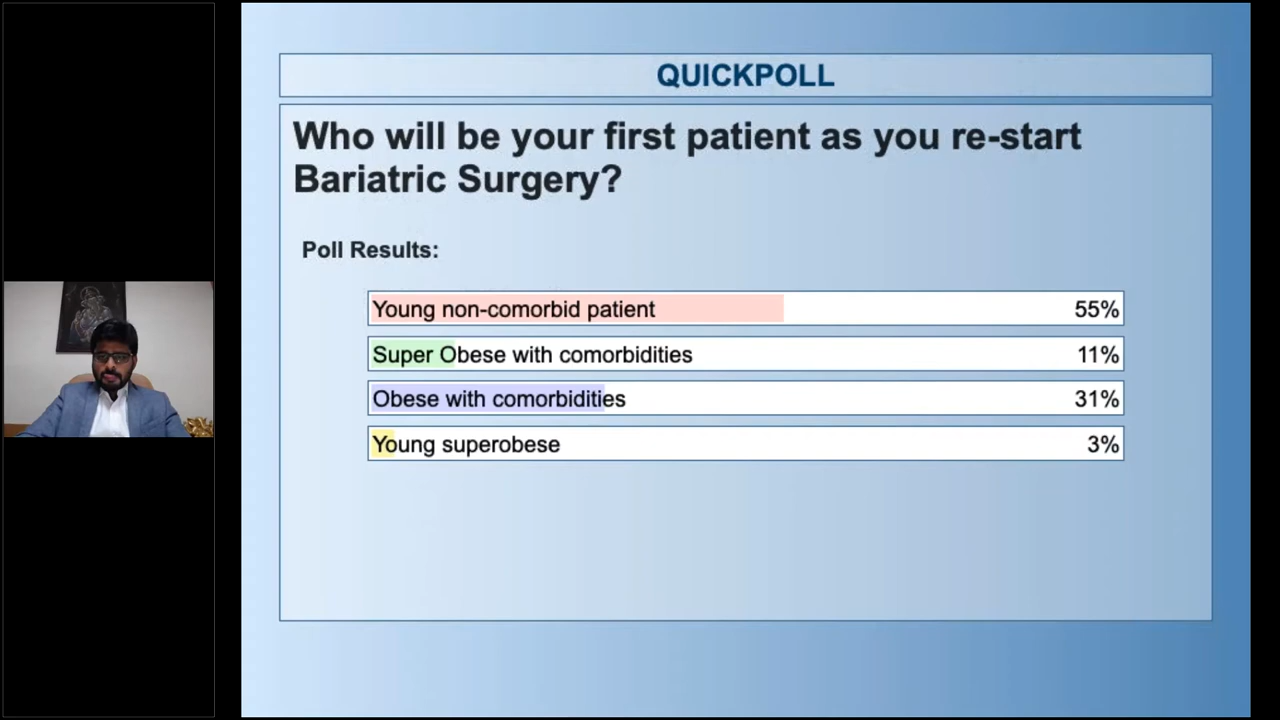 QUICKPOLL
Who will be your first patient as you re-start
Bariatric Surgery?
Poll Results:
Young non-comorbid patient 55%
Super Obese with comorbidities 11%
Obese with comorbidities 31%
Young superobese 3%